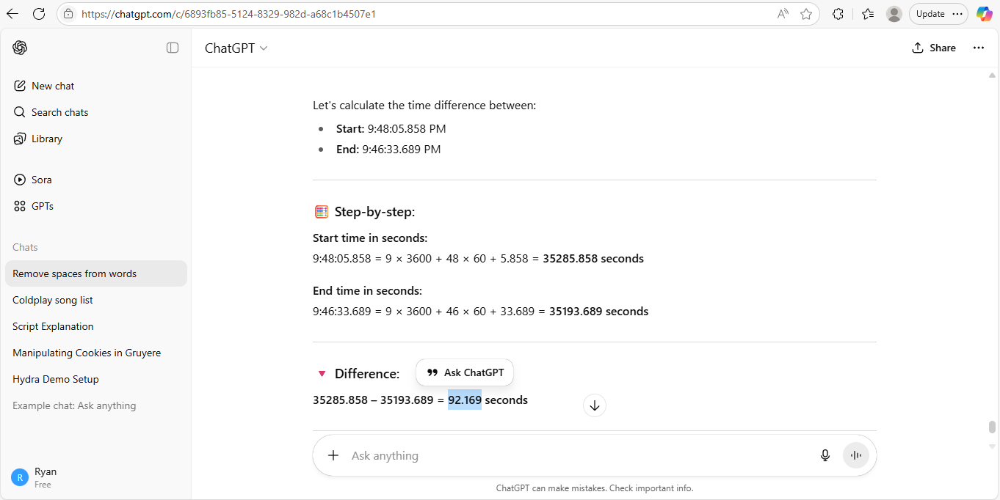 https://chatgpt.com/c/6893fb85-5124-8329-982d-a68c1b4507e1
Update
ChatGPT
Share
New chat
Search chats
Library
Sora
GPTs
Chats
Remove spaces from words
Coldplay song list
Script Explanation
Manipulating Cookies in Gruyere
Hydra Demo Setup
Example chat: Ask anything
R
Ryan
Free
Let's calculate the time difference between:
• Start: 9:48:05.858 PM
• End: 9:46:33.689 PM
Step-by-step:
Start time in seconds:
9:48:05.858 = 9 × 3600 + 48 × 60 + 5.858 = 35285.858 seconds
End time in seconds:
9:46:33.689 = 9 × 3600 + 46 × 60 + 33.689 = 35193.689 seconds
Difference:
Ask ChatGPT
35285.858 – 35193.689 = 92.169 seconds
Ask anything
ChatGPT can make mistakes. Check important info.